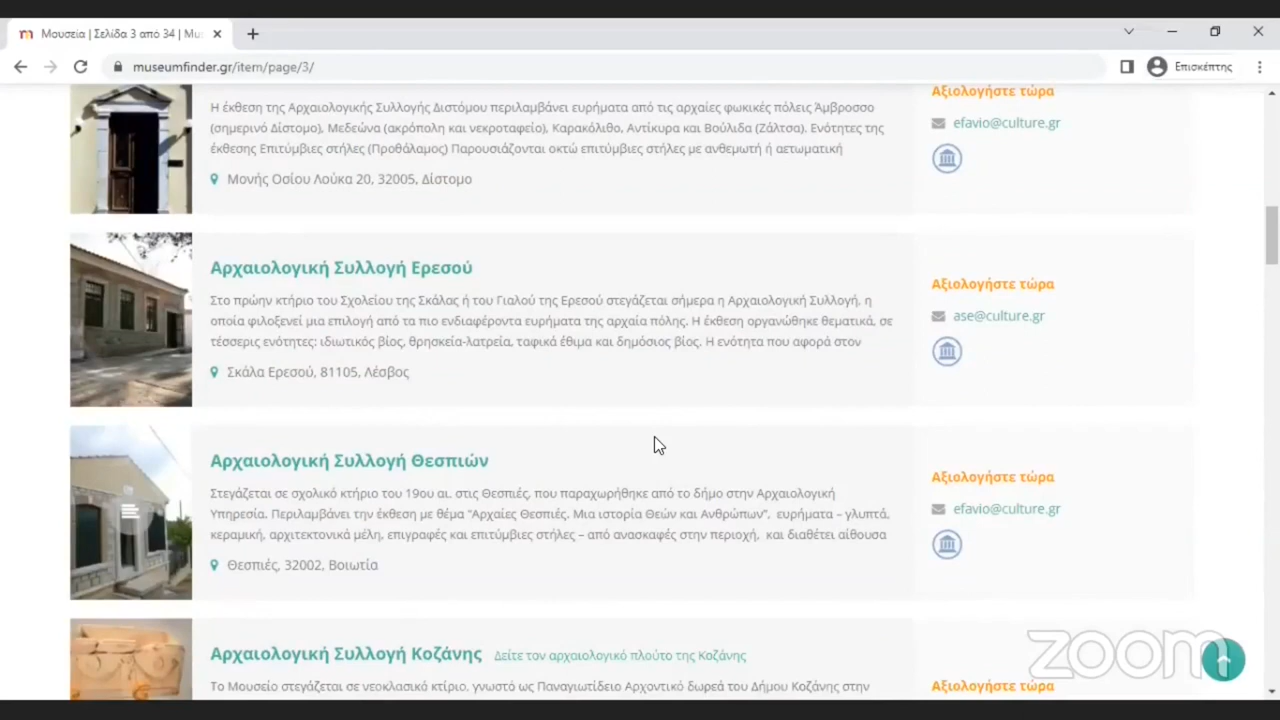 Μουσεία | Σελίδα 3 από 34 | Mu
museumfinder.gr/item/page/3/
Επισκέπτης
Η έκθεση της Αρχαιολογικής Συλλογής Διστόμου περιλαμβάνει ευρήματα από τις αρχαίες φωκικές πόλεις Άμβροσσο
(σημερινό Δίστομο), Μεδεώνα (ακρόπολη και νεκροταφείο), Καρακόλιθο, Αντίκυρα και Βούλιδα (Ζάλτσα). Ενότητες της
έκθεσης Επιτύμβιες στήλες (Προθάλαμος) Παρουσιάζονται οκτώ επιτύμβιες στήλες με ανθεμωτή ή αετωματική
Μονής Οσίου Λούκα 20, 32005, Δίστομο
Αξιολογήστε τώρα
efavio@culture.gr
Αρχαιολογική Συλλογή Ερεσού
Στο πρώην κτήριο του Σχολείου της Σκάλας ή του Γιαλού της Ερεσού στεγάζεται σήμερα η Αρχαιολογική Συλλογή, η
οποία φιλοξενεί μια επιλογή από τα πιο ενδιαφέροντα ευρήματα της αρχαία πόλης. Η έκθεση οργανώθηκε θεματικά, σε
τέσσερις ενότητες: ιδιωτικός βίος, θρησκεία-λατρεία, ταφικά έθιμα και δημόσιος βίος. Η ενότητα που αφορά στον
Σκάλα Ερεσού, 81105, Λέσβος
Αξιολογήστε τώρα
ase@culture.gr
Αρχαιολογική Συλλογή Θεσπιών
Στεγάζεται σε σχολικό κτήριο του 19ου αι. στις Θεσπιές, που παραχωρήθηκε από το δήμο στην Αρχαιολογική
Υπηρεσία. Περιλαμβάνει την έκθεση με θέμα "Αρχαίες Θεσπιές. Μια ιστορία Θεών και Ανθρώπων", ευρήματα – γλυπτά,
κεραμική, αρχιτεκτονικά μέλη, επιγραφές και επιτύμβιες στήλες – από ανασκαφές στην περιοχή, και διαθέτει αίθουσα
Θεσπιές, 32002, Βοιωτία
Αξιολογήστε τώρα
efavio@culture.gr
Αρχαιολογική Συλλογή Κοζάνης Δείτε τον αρχαιολογικό πλούτο της Κοζάνης
Το Μουσείο στεγάζεται σε νεοκλασικό κτίριο, γνωστό ως Παναγιωτίδειο Αρχοντικό δωρεά του Δήμου Κοζάνης στην
Αξιολογήστε τώρα
zoom